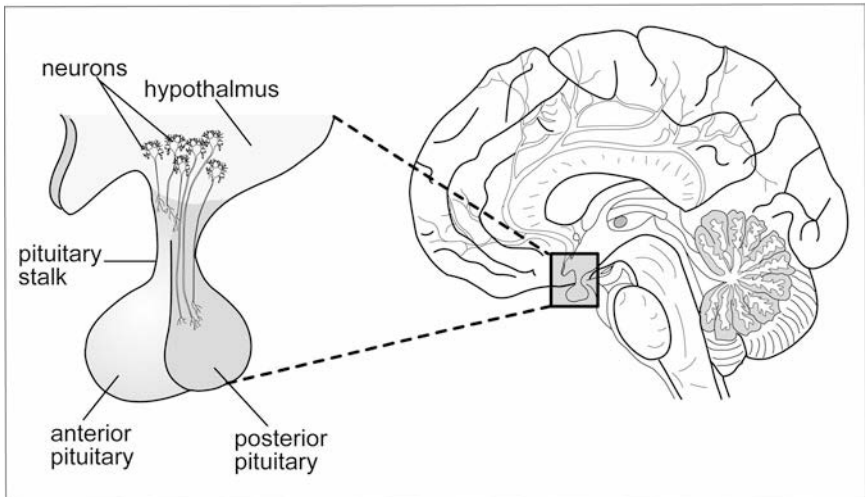 neurons
hypothalmus
pituitary
stalk
anterior
pituitary
posterior
pituitary